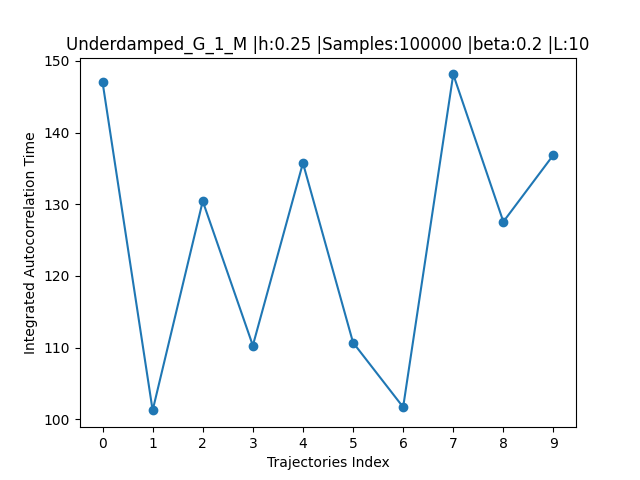 Underdamped_G_1_M |h:0.25 |Samples:100000 |beta:0.2 |L:10
Integrated Autocorrelation Time
150
140
130
120
110
100
0 1 2 3 4 5 6 7 8 9
Trajectories Index